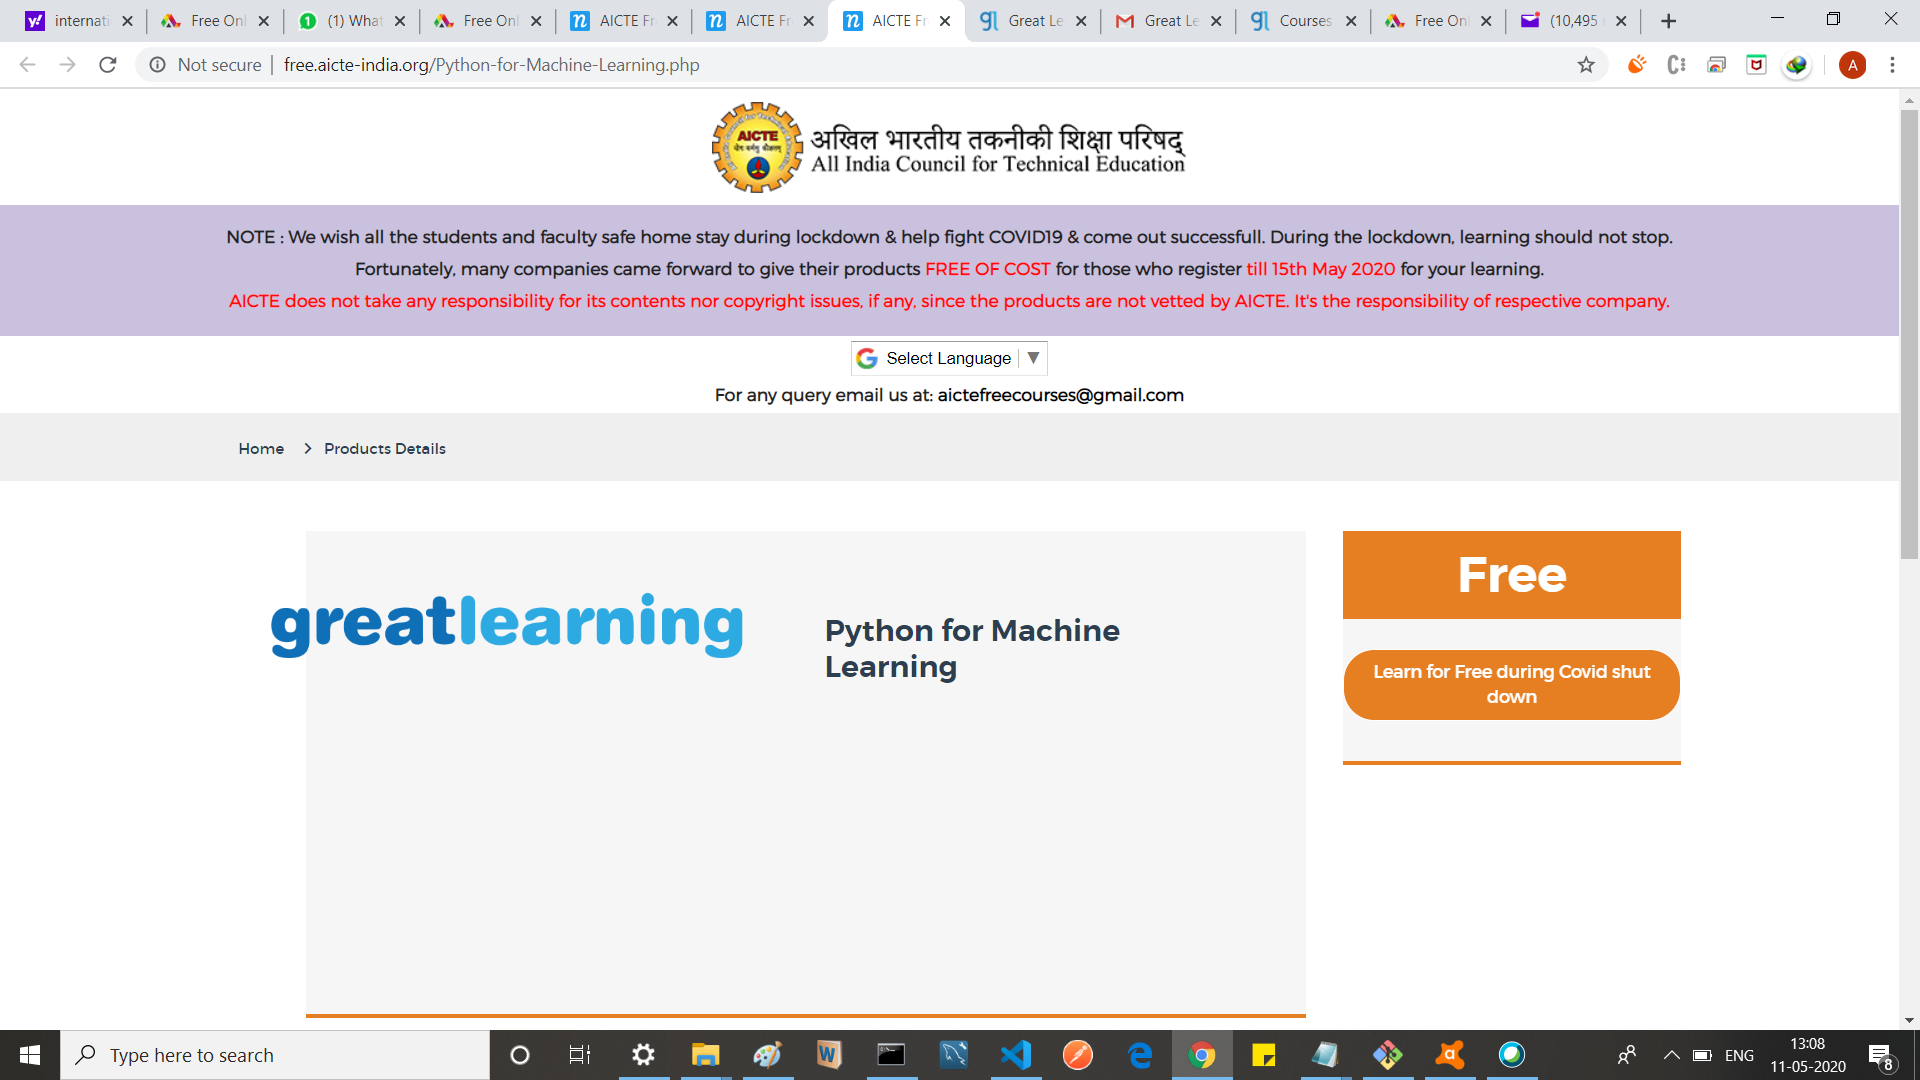 internati
Free Onl
(1) What
Free Onl
AICTE Fr
AICTE Fr
AICTE Fr
Great Le
Great Le
Courses
Free Onl
(10,495
Not secure
free.aicte-india.org/Python-for-Machine-Learning.php
A
AICTE
अखिल भारतीय तकनीकी शिक्षा परिषद्
All India Council for Technical Education
NOTE : We wish all the students and faculty safe home stay during lockdown & help fight COVID19 & come out successfull. During the lockdown, learning should not stop.
Fortunately, many companies came forward to give their products FREE OF COST for those who register till 15th May 2020 for your learning.
AICTE does not take any responsibility for its contents nor copyright issues, if any, since the products are not vetted by AICTE. It's the responsibility of respective company.
Select Language ▼
For any query email us at: aictefreecourses@gmail.com
Home > Products Details
greatlearning
Python for Machine
Learning
Free
Learn for Free during Covid shut
down
Type here to search
ENG
13:08
11-05-2020
8